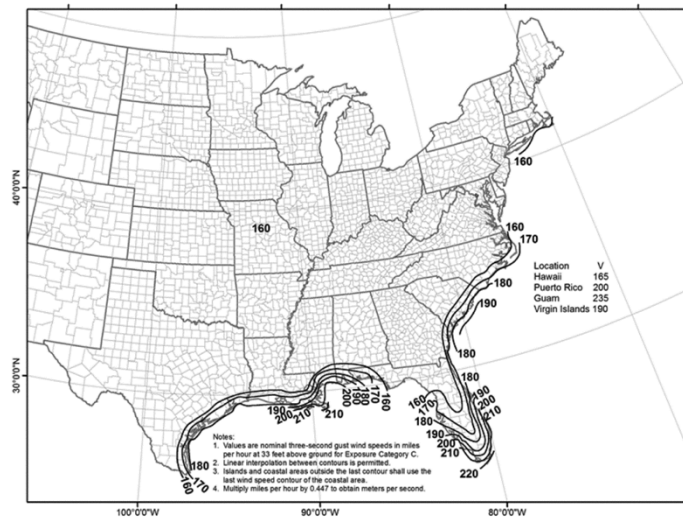 160
160
160
170
Location V
Hawaii 165
Puerto Rico 200
Guam 235
Virgin Islands 190
180
190
180
180
190
200
210
160
170
180
190
200
210
220
190
200
210
210
200
190
180
170
160
180
170
160
40°0'0"N
30°0'0"N
Notes:
1. Values are nominal three-second gust wind speeds in miles
per hour at 33 feet above ground for Exposure Category C.
2. Linear interpolation between contours is permitted.
3. Islands and coastal areas outside the last contour shall use the
last wind speed contour of the coastal area.
4. Multiply miles per hour by 0.447 to obtain meters per second.
100°0'0"W 90°0'0"W 80°0'0"W